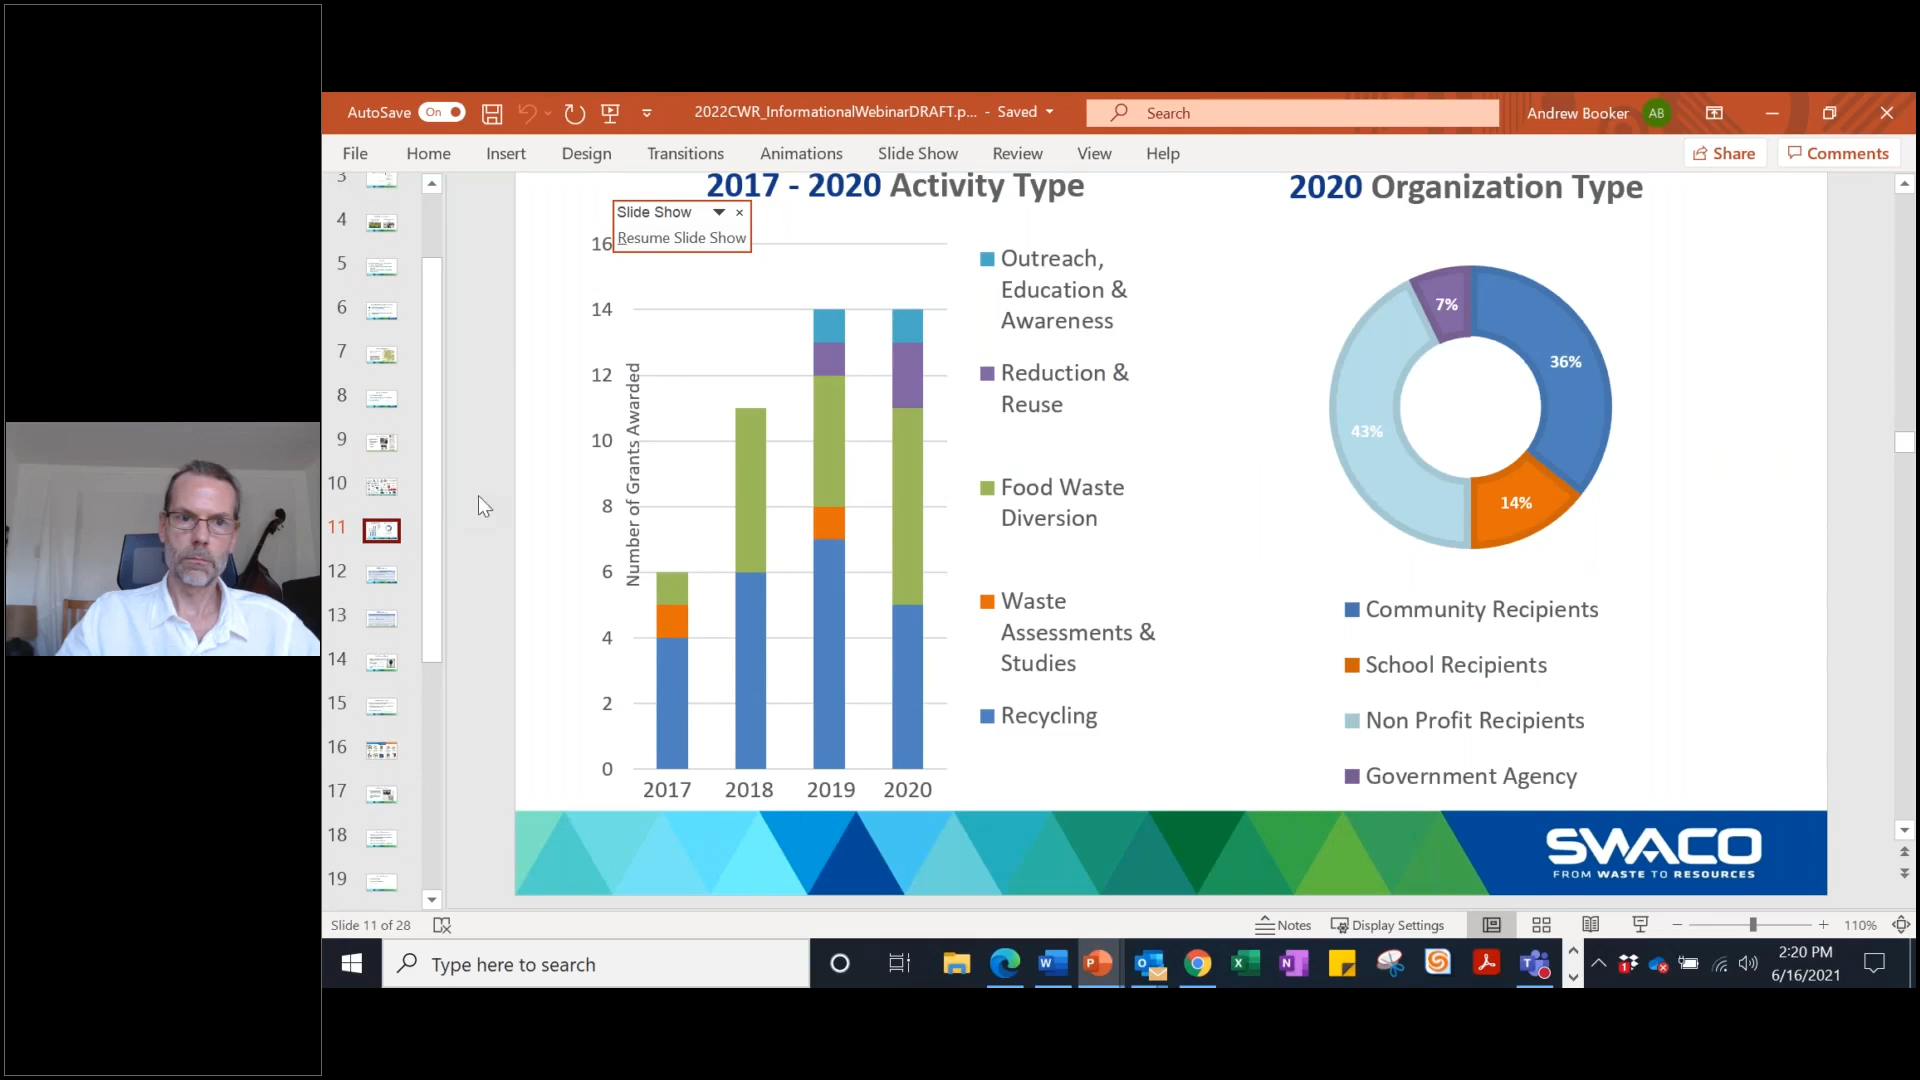 AutoSave On 2022CWR_InformationalWebinarDRAFT.p... - Saved Search Andrew Booker AB
File Home Insert Design Transitions Animations Slide Show Review View Help Share Comments
3
4
5
6
7
8
9
10
11
12
13
14
15
16
17
18
19
2017 - 2020 Activity Type
Slide Show
Resume Slide Show
Number of Grants Awarded
16
14
12
10
8
6
4
2
0
2017 2018 2019 2020
Outreach,
Education &
Awareness
Reduction &
Reuse
Food Waste
Diversion
Waste
Assessments &
Studies
Recycling
2020 Organization Type
7%
36%
43%
14%
Community Recipients
School Recipients
Non Profit Recipients
Government Agency
SWACO
FROM WASTE TO RESOURCES
Slide 11 of 28 Notes Display Settings 110%
Type here to search
2:20 PM
6/16/2021